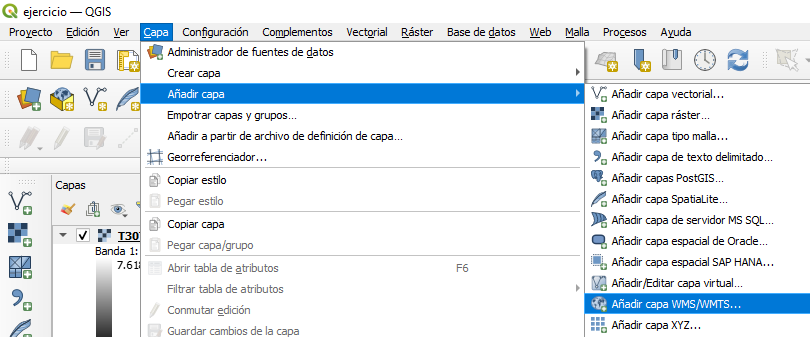 ejercicio — QGIS
Proyecto Edición Ver Capa Configuración Complementos Vectorial Ráster Base de datos Web Malla Procesos Ayuda
Administrador de fuentes de datos
Crear capa
Añadir capa
Empotrar capas y grupos...
Añadir a partir de archivo de definición de capa...
Georreferenciador...
Copiar estilo
Pegar estilo
Copiar capa
Pegar capa/grupo
Abrir tabla de atributos F6
Filtrar tabla de atributos
Conmutar edición
Guardar cambios de la capa
Añadir capa vectorial...
Añadir capa ráster...
Añadir capa tipo malla...
Añadir capa de texto delimitado...
Añadir capas PostGIS...
Añadir capa SpatiaLite...
Añadir capa de servidor MS SQL...
Añadir capa espacial de Oracle...
Añadir capa espacial SAP HANA...
Añadir/Editar capa virtual...
Añadir capa WMS/WMTS...
Añadir capa XYZ...
Capas
Banda 1:
7.618